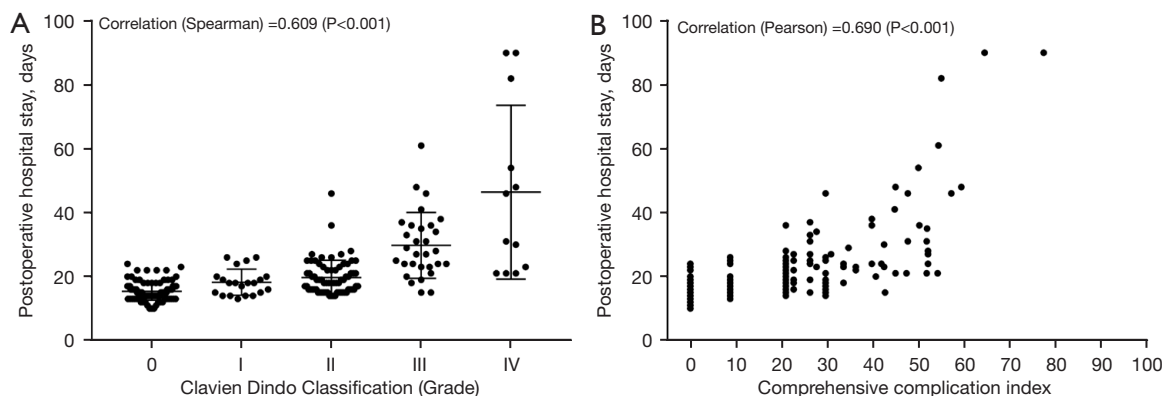 A
Correlation (Spearman) =0.609 (P<0.001)
Postoperative hospital stay, days
100
80
60
40
20
0
0 I II III IV
Clavien Dindo Classification (Grade)
B
Correlation (Pearson) =0.690 (P<0.001)
Postoperative hospital stay, days
100
80
60
40
20
0
0 10 20 30 40 50 60 70 80 90 100
Comprehensive complication index